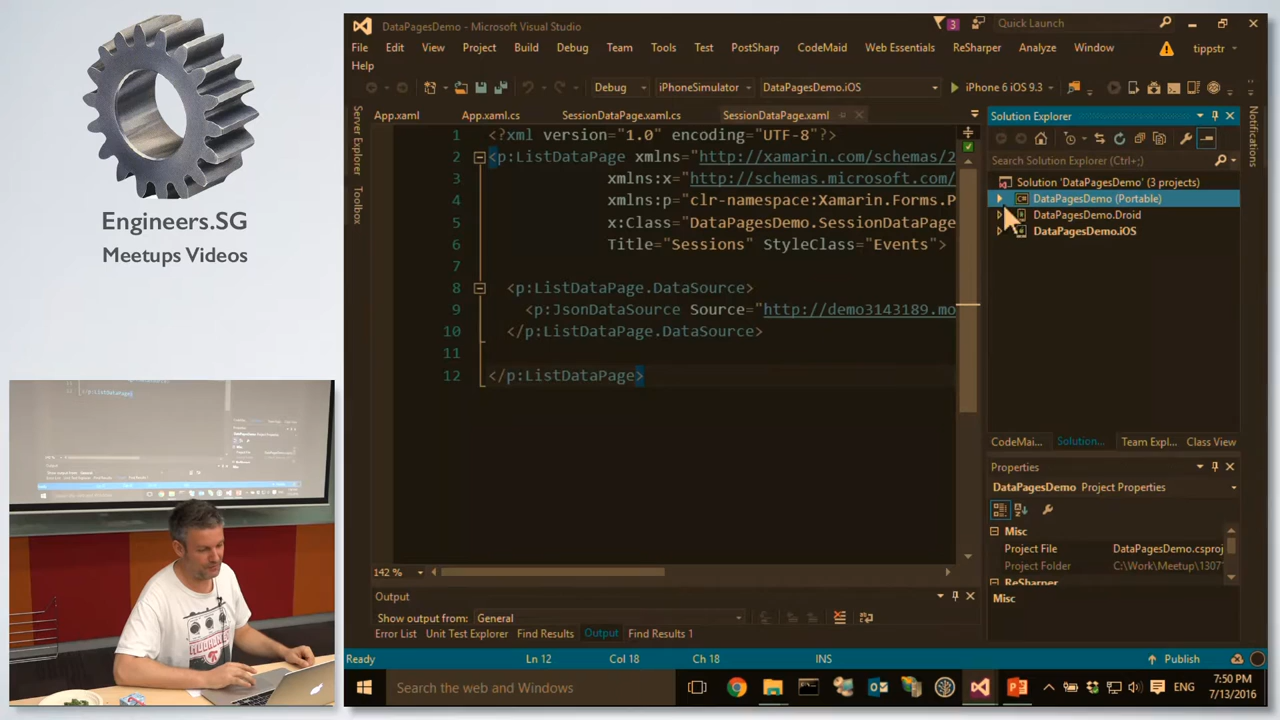 Engineers.SG
Meetups Videos
DataPagesDemo - Microsoft Visual Studio
3
Quick Launch
File Edit View Project Build Debug Team Tools Test PostSharp CodeMaid Web Essentials ReSharper Analyze Window
tippstr
Help
Debug iPhoneSimulator DataPagesDemo.iOS iPhone 6 iOS 9.3
Server Explorer
Toolbox
Notifications
App.xaml App.xaml.cs SessionDataPage.xaml.cs SessionDataPage.xaml
1 <?xml version="1.0" encoding="UTF-8"?>
2 <p:ListDataPage xmlns="http://xamarin.com/schemas/2
3 xmlns:x="http://schemas.microsoft.com/
4 xmlns:p="clr-namespace:Xamarin.Forms.P
5 x:Class="DataPagesDemo.SessionDataPage
6 Title="Sessions" StyleClass="Events">
7
8 <p:ListDataPage.DataSource>
9 <p:JsonDataSource Source="http://demo3143189.mo
10 </p:ListDataPage.DataSource>
11
12 </p:ListDataPage>
142 %
Output
Show output from: General
Error List Unit Test Explorer Find Results Output Find Results 1
Solution Explorer
Search Solution Explorer (Ctrl+;)
Solution 'DataPagesDemo' (3 projects)
DataPagesDemo (Portable)
DataPagesDemo.Droid
DataPagesDemo.iOS
CodeMai... Solution... Team Expl... Class View
Properties
DataPagesDemo Project Properties
Misc
Project File DataPagesDemo.csproj
Project Folder C:\Work\Meetup\1307
ReSharper
Misc
Ready Ln 12 Col 18 Ch 18 INS Publish
Search the web and Windows
ENG
7:50 PM
7/13/2016